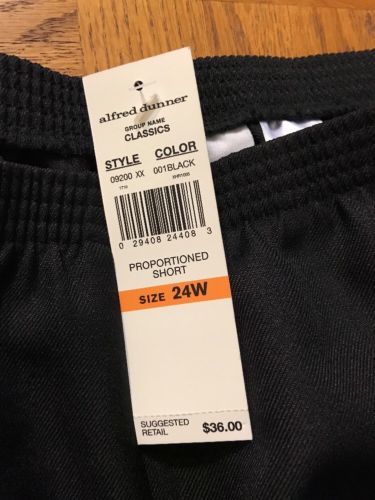 alfred dunner
GROUP NAME
CLASSICS
STYLE COLOR
09200 XX 001BLACK
1710
0 29408 24408 3
PROPORTIONED
SHORT
SIZE 24W
SUGGESTED
RETAIL $36.00